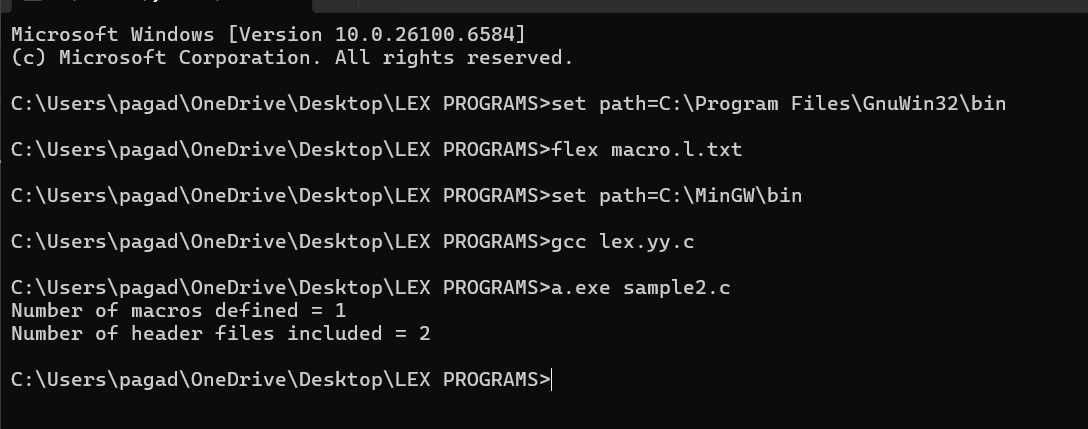 Microsoft Windows [Version 10.0.26100.6584]
(c) Microsoft Corporation. All rights reserved.
C:\Users\pagad\OneDrive\Desktop\LEX PROGRAMS>set path=C:\Program Files\GnuWin32\bin
C:\Users\pagad\OneDrive\Desktop\LEX PROGRAMS>flex macro.l.txt
C:\Users\pagad\OneDrive\Desktop\LEX PROGRAMS>set path=C:\MinGW\bin
C:\Users\pagad\OneDrive\Desktop\LEX PROGRAMS>gcc lex.yy.c
C:\Users\pagad\OneDrive\Desktop\LEX PROGRAMS>a.exe sample2.c
Number of macros defined = 1
Number of header files included = 2
C:\Users\pagad\OneDrive\Desktop\LEX PROGRAMS>